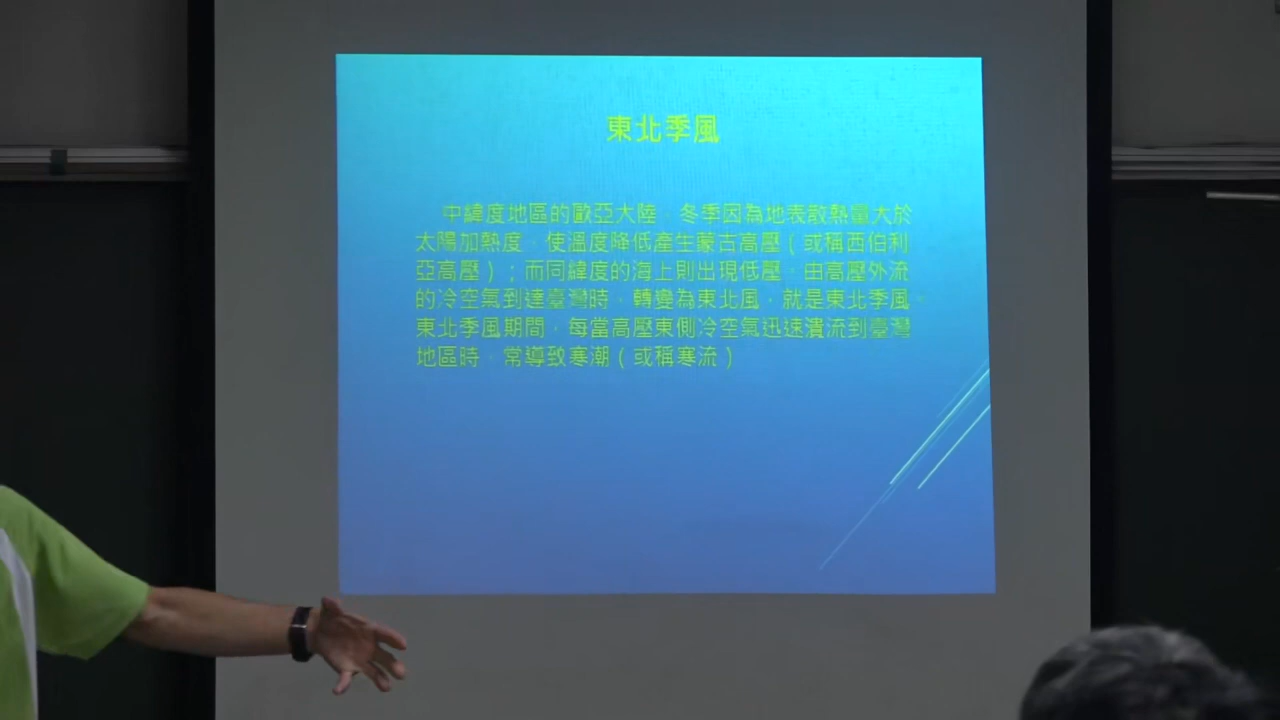 東北季風
中緯度地區的歐亞大陸，冬季因為地表散熱量大於
太陽加熱度，使溫度降低產生蒙古高壓（或稱西伯利
亞高壓）；而同緯度的海上則出現低壓，由高壓外流
的冷空氣到達臺灣時，轉變為東北風，就是東北季風。
東北季風期間，每當高壓東側冷空氣迅速潰流到臺灣
地區時，常導致寒潮（或稱寒流）